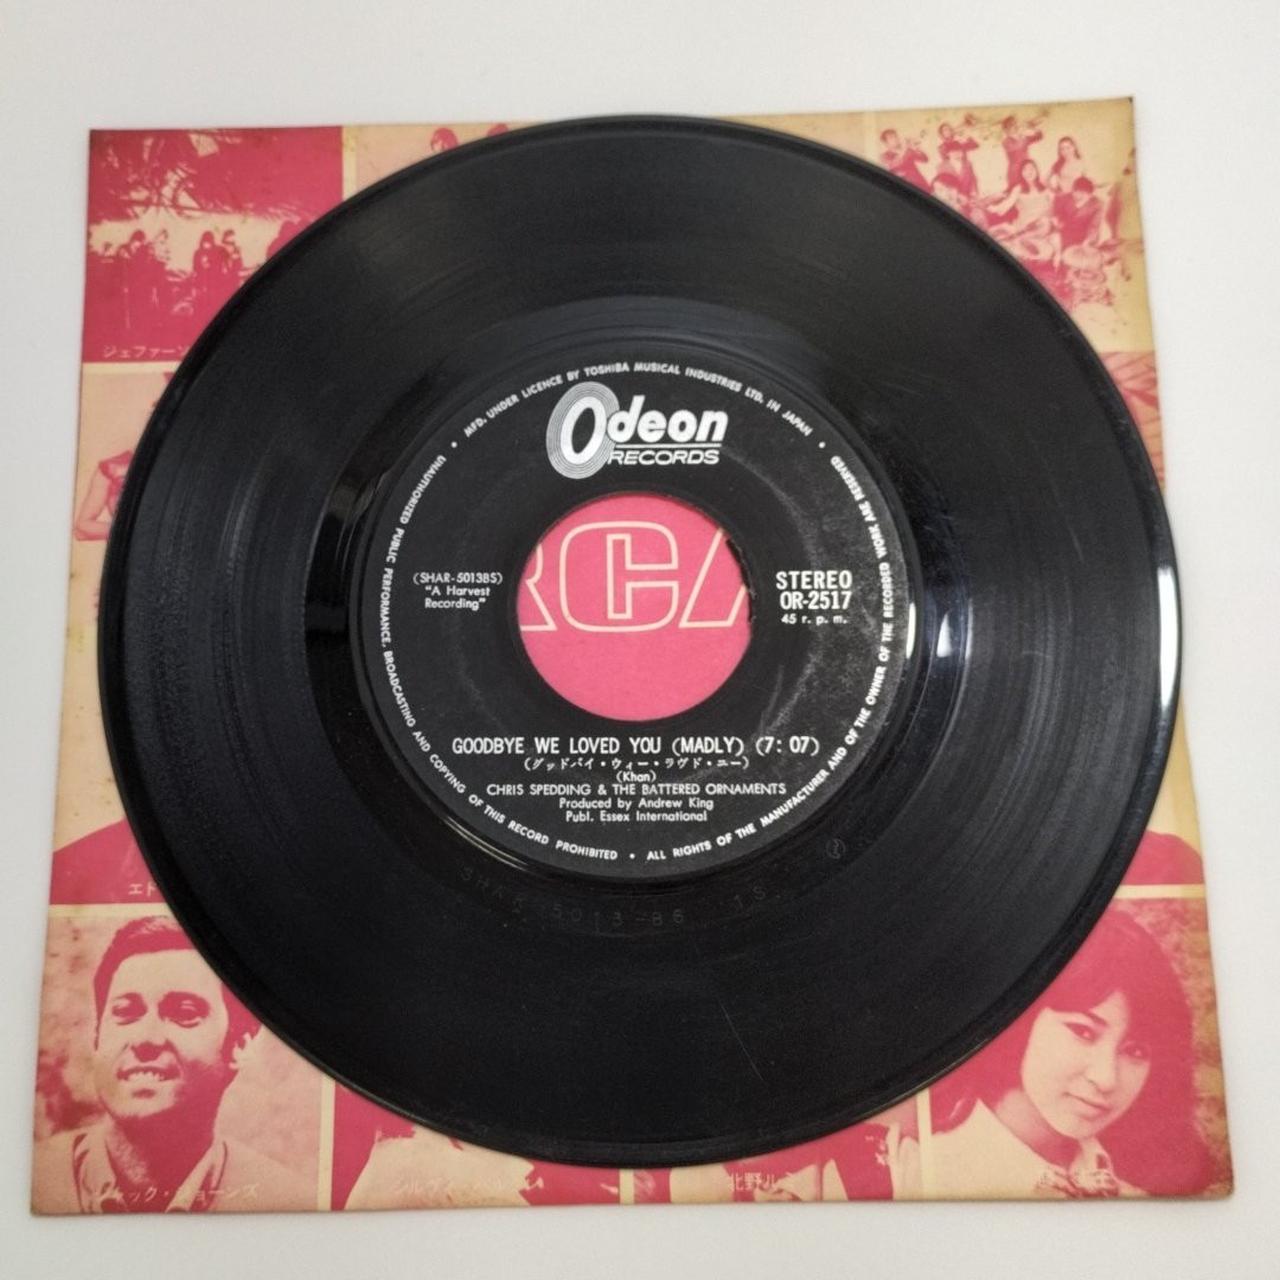 ジェファーソ
MFD. UNDER LICENCE BY TOSHIBA MUSICAL INDUSTRIES LTD. IN JAPAN
Odeon
RECORDS
RCA
(SHAR-5013BS)
"A Harvest
Recording"
STEREO
OR-2517
45 r. p. m.
GOODBYE WE LOVED YOU (MADLY) (7: 07)
(グッドバイ・ウィー・ラヴド・ユー)
(Khan)
CHRIS SPEDDING & THE BATTERED ORNAMENTS
Produced by Andrew King
Publ. Essex International
UNAUTHORIZED PUBLIC PERFORMANCE, BROADCASTING AND COPYING OF THIS RECORD PROHIBITED • ALL RIGHTS OF THE MANUFACTURER AND OF THE OWNER OF THE RECORDED WORK ARE RESERVED
エド
ジャック・ジョーンズ
北野ル